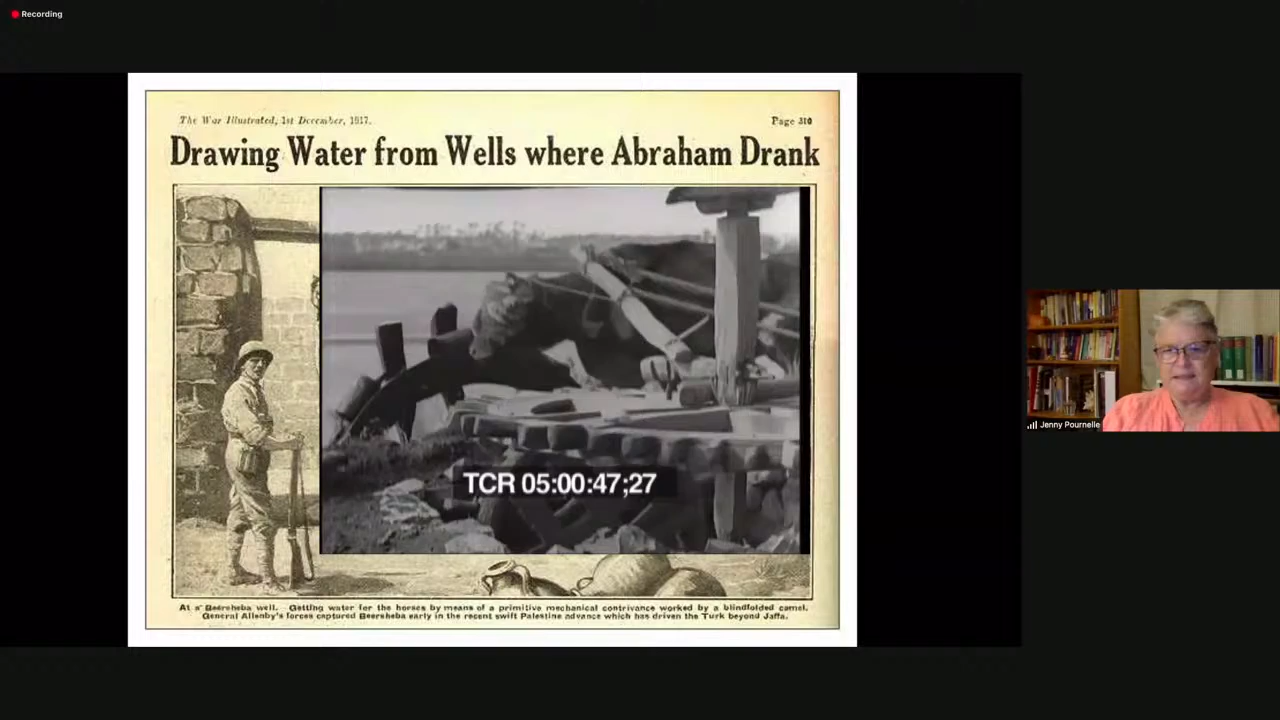 Recording
The War Illustrated, 1st December, 1917.
Page 310
Drawing Water from Wells where Abraham Drank
TCR 05:00:47;27
At a Beersheba well. Getting water for the horses by means of a primitive mechanical contrivance worked by a blindfolded camel.
General Allenby's forces captured Beersheba early in the recent swift Palestine advance which has driven the Turk beyond Jaffa.
Jenny Pournelle